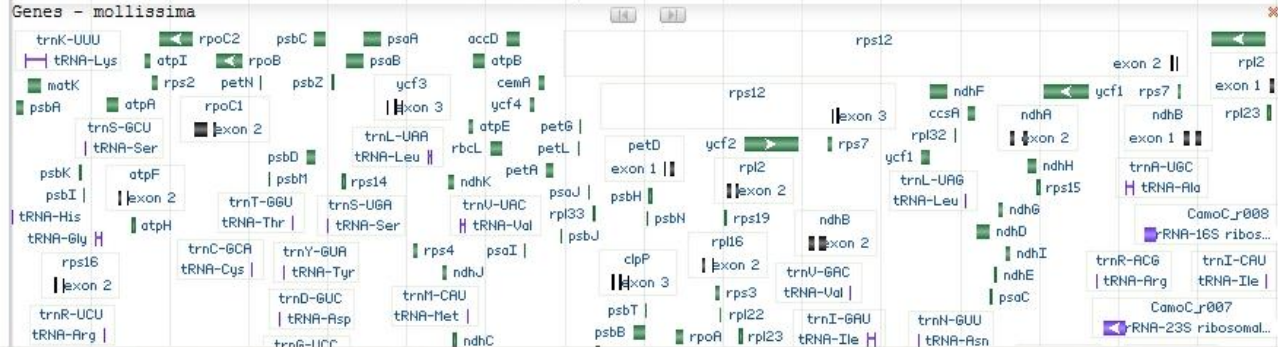 Genes - mollissima
trnK-UUU
tRNA-Lys
matK
psbA
rpoC2
atpI
rpoB
rps2
petN
atpA
rpoC1
exon 2
trnS-GCU
tRNA-Ser
psbK
psbI
atpF
exon 2
tRNA-His
tRNA-Gly
atpH
rps16
exon 2
trnR-UCU
tRNA-Arg
psbC
psaA
psaB
psbZ
ycf3
exon 3
trnL-UAA
tRNA-Leu
psbD
psbM
rps14
trnT-GGU
tRNA-Thr
trnS-UGA
tRNA-Ser
trnC-GCA
tRNA-Cys
trnY-GUA
tRNA-Tyr
trnD-GUC
tRNA-Asp
trnG-UCC
accD
atpB
cemA
ycf4
atpE
petG
rbcL
petL
petA
ndhK
psaJ
trnV-UAC
tRNA-Val
rpl33
psbJ
rps4
psaI
ndhJ
trnM-CAU
tRNA-Met
ndhC
rps12
exon 2
rps12
exon 3
petD
exon 1
ycf2
rps7
rpl2
exon 2
psbH
psbN
rps19
ndhB
exon 2
clpP
exon 3
rpl16
exon 2
trnV-GAC
tRNA-Val
rps3
psbT
rpl22
psbB
rpoA
rpl23
trnI-GAU
tRNA-Ile
ndhF
ccsA
rpl32
ycf1
trnL-UAG
tRNA-Leu
ycf1
rps7
ndhA
exon 2
ndhH
rps15
ndhG
ndhD
ndhI
ndhE
psaC
trnN-GUU
tRNA-Asn
rpl2
exon 1
rpl23
ndhB
exon 1
trnA-UGC
tRNA-Ala
CamoC_r008
rRNA-16S ribos...
trnR-ACG
tRNA-Arg
trnI-CAU
tRNA-Ile
CamoC_r007
rRNA-23S ribosomal...